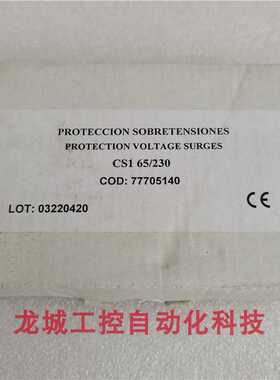 PROTECCION SOBRETENSIONES
PROTECTION VOLTAGE SURGES
CS1 65/230
COD: 77705140
LOT: 03220420
CE
龙城工控自动化科技